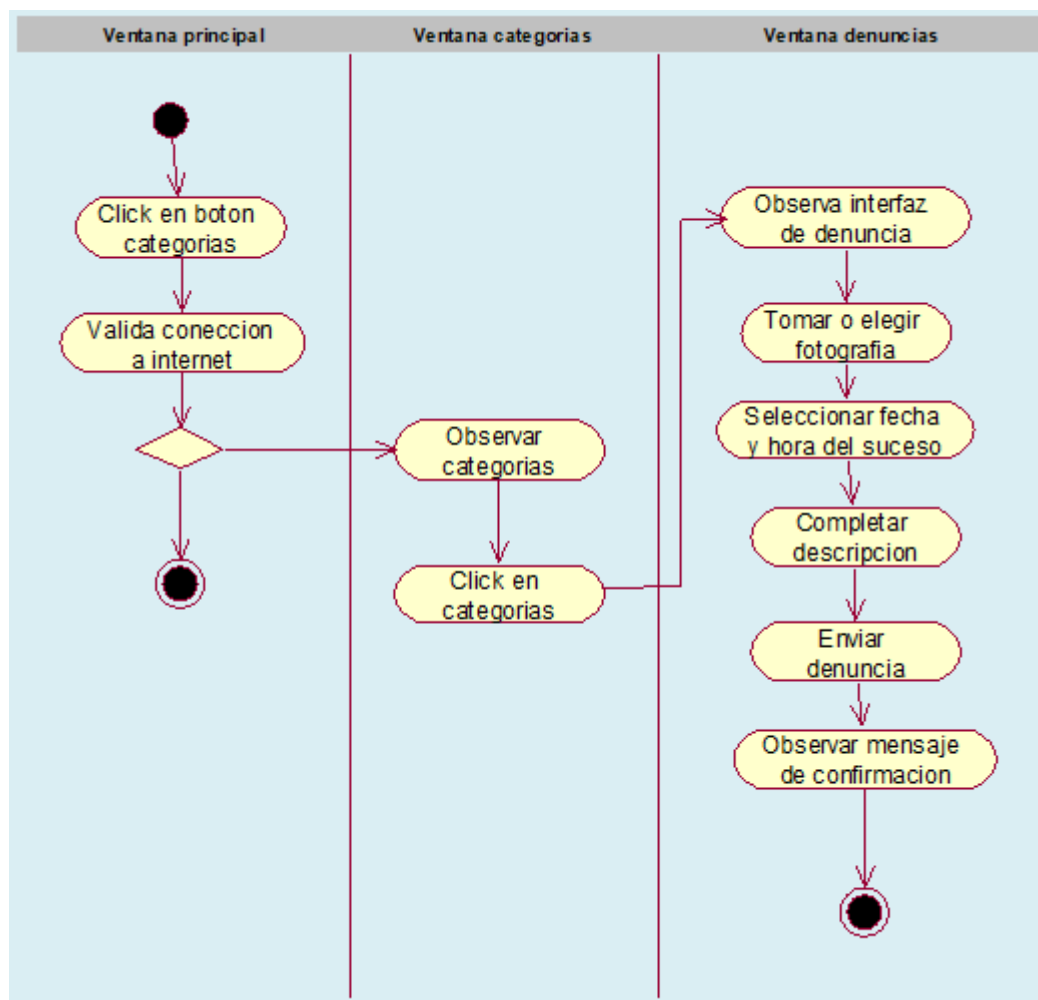 Ventana principal
Ventana categorias
Ventana denuncias
Click en boton
categorias
Valida coneccion
a internet
Observar
categorias
Click en
categorias
Observa interfaz
de denuncia
Tomar o elegir
fotografia
Seleccionar fecha
y hora del suceso
Completar
descripcion
Enviar
denuncia
Observar mensaje
de confirmacion